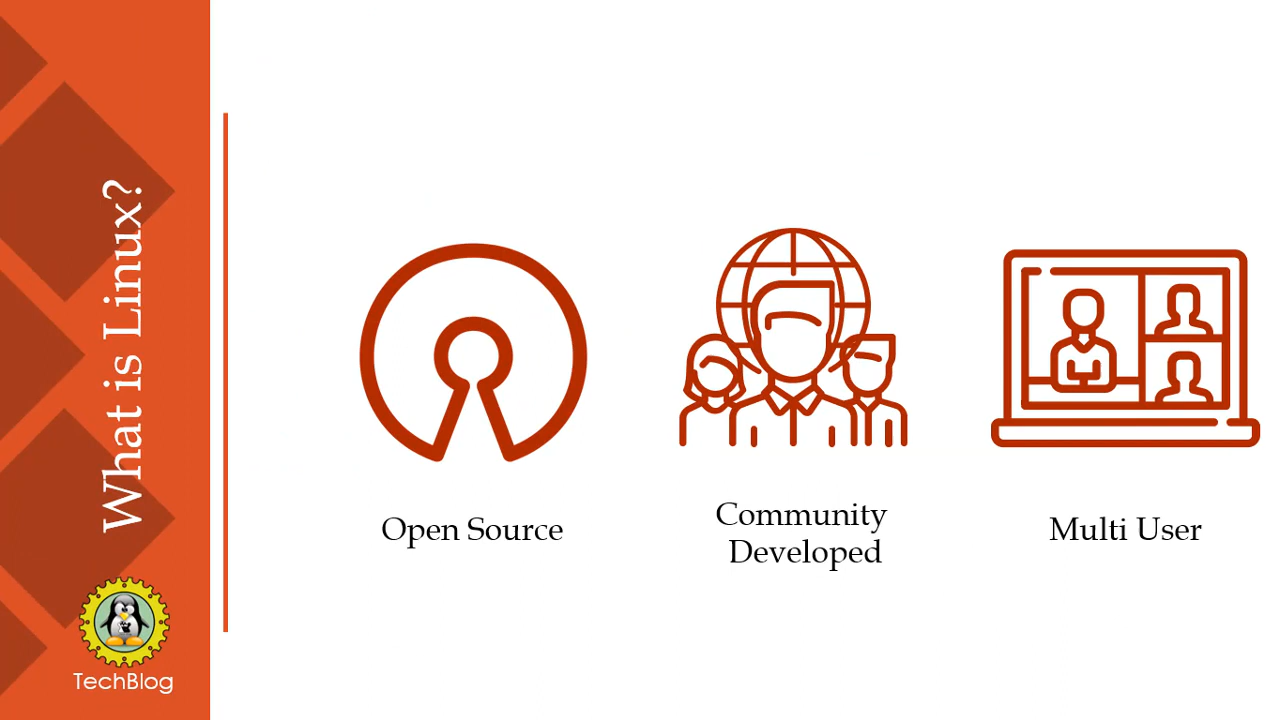 What is Linux?
Open Source
Community
Developed
Multi User
TechBlog